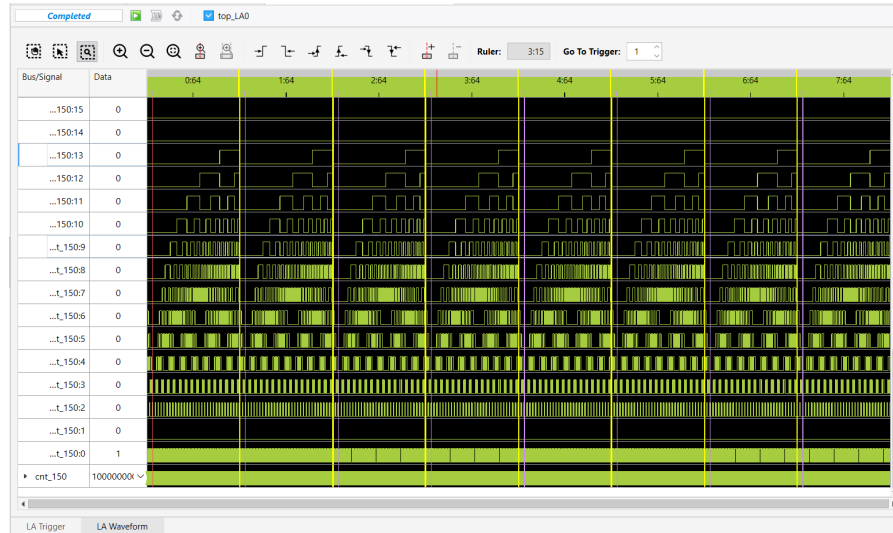 Completed top_LA0
Ruler: 3:15 Go To Trigger: 1
Bus/Signal Data 0:64 1:64 2:64 3:64 4:64 5:64 6:64 7:64
...150:15 0
...150:14 0
...150:13 0
...150:12 0
...150:11 0
...150:10 0
...t_150:9 0
...t_150:8 0
...t_150:7 0
...t_150:6 0
...t_150:5 0
...t_150:4 0
...t_150:3 0
...t_150:2 0
...t_150:1 0
...t_150:0 1
cnt_150
LA Trigger LA Waveform